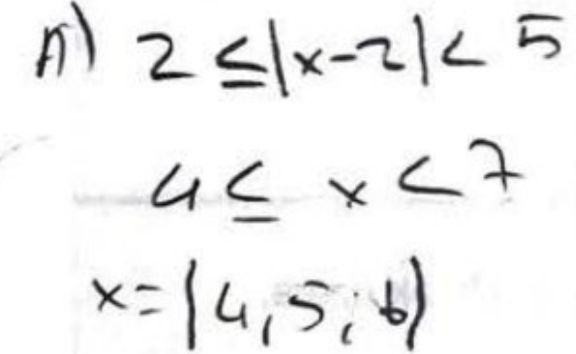 A) 2 ≤ |x-2| < 5
4 ≤ x < 7
x = |4, 5, 6|